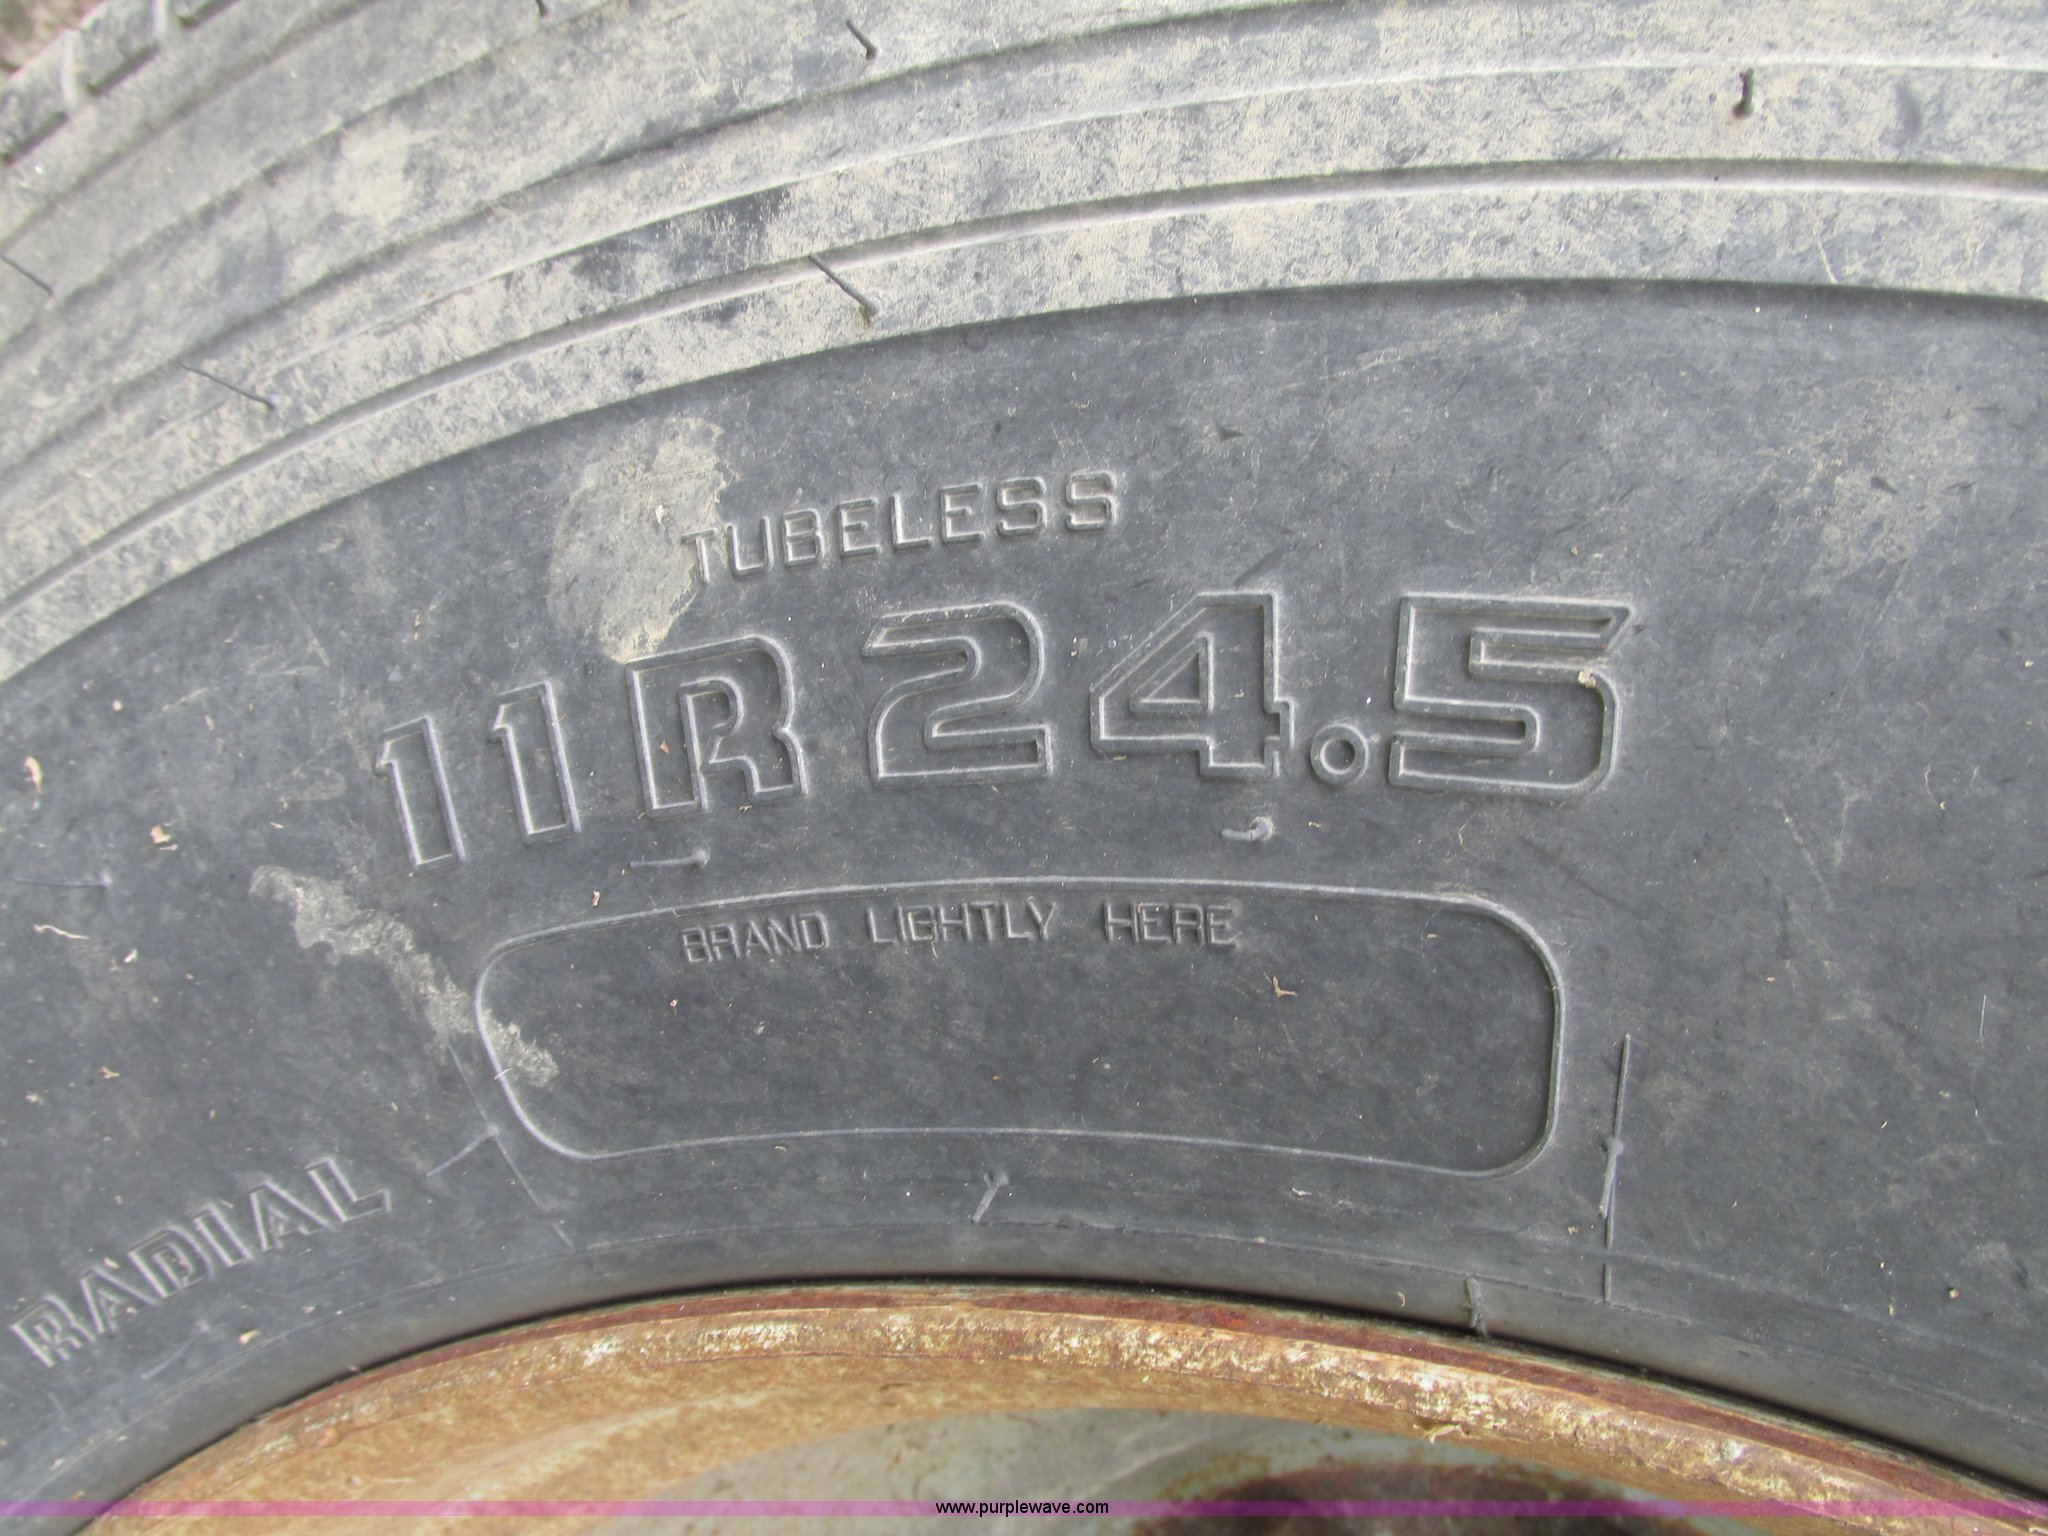 TUBELESS
11R24.5
BRAND LIGHTLY HERE
RADIAL
www.purplewave.com